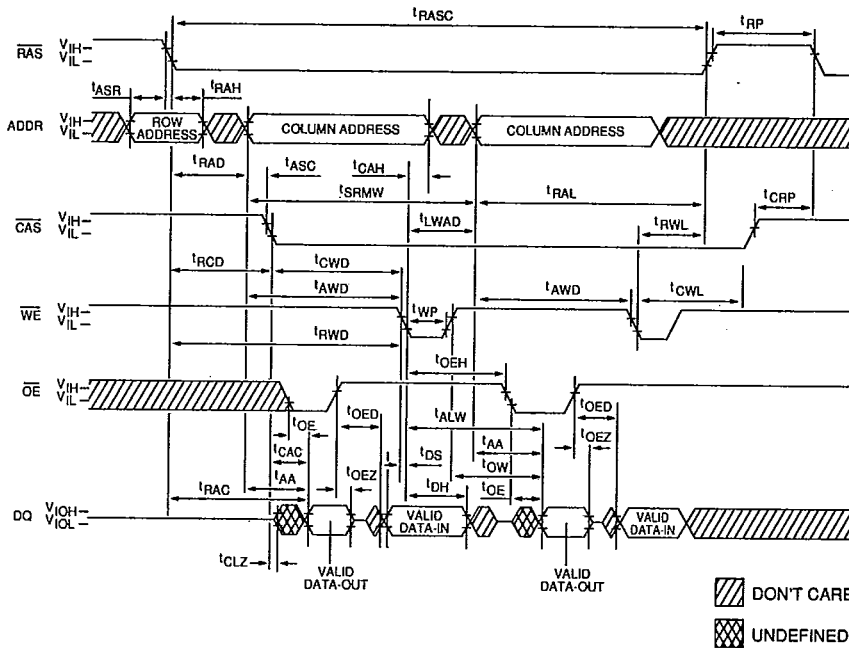 tRASC
tRP
RAS
VIH
VIL
tASR
tRAH
ADDR
VIH
VIL
ROW
ADDRESS
COLUMN ADDRESS
COLUMN ADDRESS
tRAD
tASC
tCAH
tSRMW
tRAL
tCRP
CAS
VIH
VIL
tLWAD
tRWL
tRCD
tCWD
tCWL
tAWD
tWP
tAWD
WE
VIH
VIL
tRWD
tOEH
OE
VIH
VIL
tOE
tOED
tALW
tOED
tCAC
tDS
tAA
tOEZ
tAA
tOEZ
tOW
tRAC
tDH
tOE
DQ
VIOH
VIOL
VALID
DATA-IN
VALID
DATA-IN
tCLZ
VALID
DATA-OUT
VALID
DATA-OUT
DON'T CARE
UNDEFINED